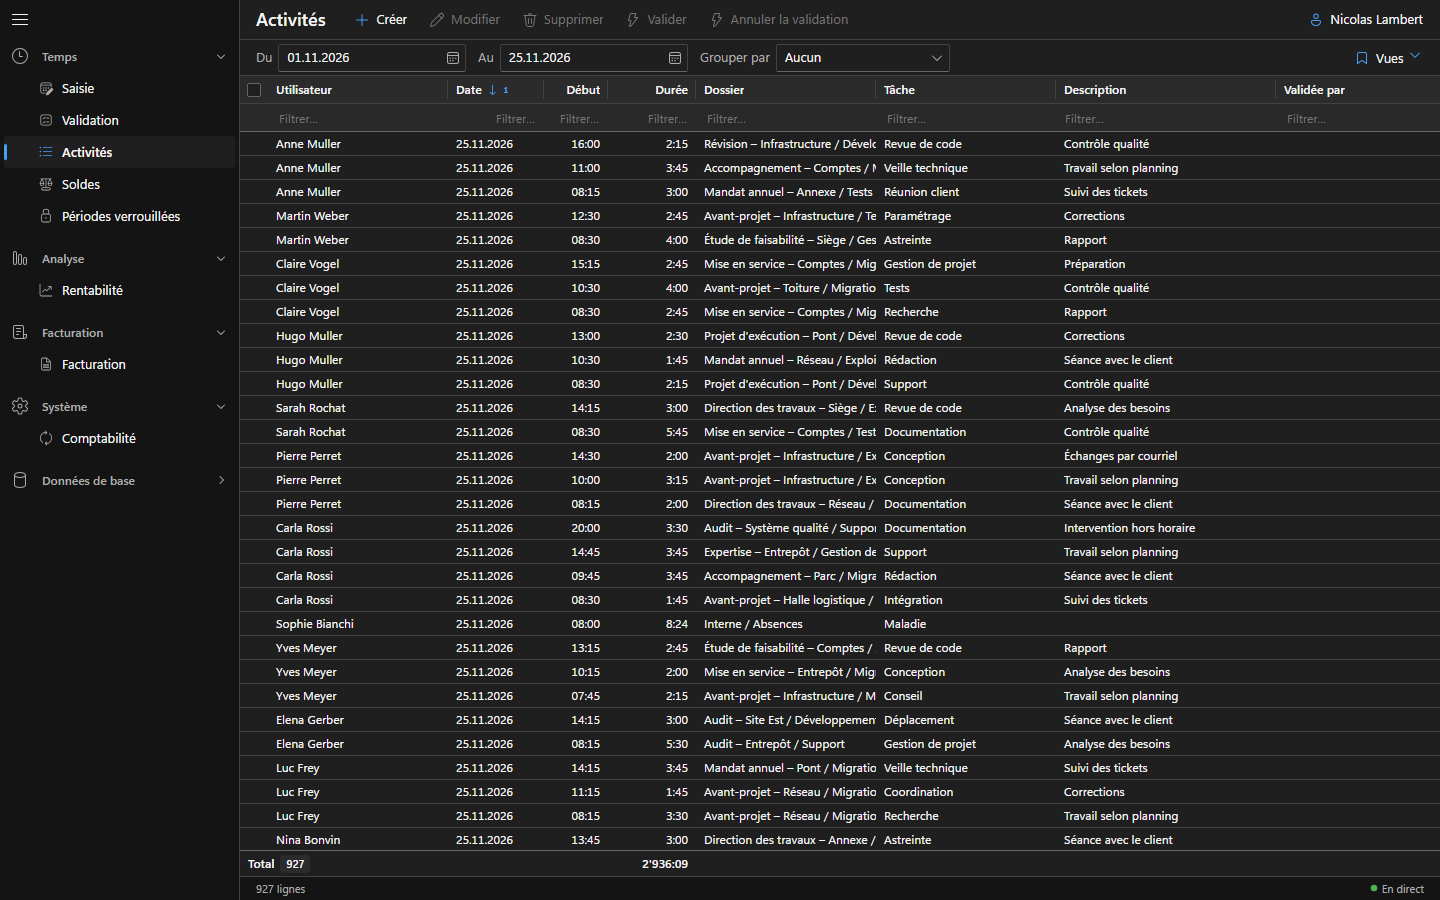 Activités
Créer
Modifier
Supprimer
Valider
Annuler la validation
Nicolas Lambert
Temps
Saisie
Validation
Activités
Soldes
Périodes verrouillées
Analyse
Rentabilité
Facturation
Facturation
Système
Comptabilité
Données de base
Du 01.11.2026 Au 25.11.2026 Grouper par Aucun Vues
Utilisateur Date 1 Début Durée Dossier Tâche Description Validée par
Filtrer... Filtrer... Filtrer... Filtrer... Filtrer... Filtrer... Filtrer... Filtrer...
Anne Muller 25.11.2026 16:00 2:15 Révision – Infrastructure / Dévelo Revue de code Contrôle qualité
Anne Muller 25.11.2026 11:00 3:45 Accompagnement – Comptes / M Veille technique Travail selon planning
Anne Muller 25.11.2026 08:15 3:00 Mandat annuel – Annexe / Tests Réunion client Suivi des tickets
Martin Weber 25.11.2026 12:30 2:45 Avant-projet – Infrastructure / Te Paramétrage Corrections
Martin Weber 25.11.2026 08:30 4:00 Étude de faisabilité – Siège / Ges Astreinte Rapport
Claire Vogel 25.11.2026 15:15 2:45 Mise en service – Comptes / Mig Gestion de projet Préparation
Claire Vogel 25.11.2026 10:30 4:00 Avant-projet – Toiture / Migratio Tests Contrôle qualité
Claire Vogel 25.11.2026 08:30 2:45 Mise en service – Comptes / Mig Recherche Rapport
Hugo Muller 25.11.2026 13:00 2:30 Projet d'exécution – Pont / Dével Revue de code Corrections
Hugo Muller 25.11.2026 10:30 1:45 Mandat annuel – Réseau / Exploi Rédaction Séance avec le client
Hugo Muller 25.11.2026 08:30 2:15 Projet d'exécution – Pont / Dével Support Contrôle qualité
Sarah Rochat 25.11.2026 14:15 3:00 Direction des travaux – Siège / E Revue de code Analyse des besoins
Sarah Rochat 25.11.2026 08:30 5:45 Mise en service – Comptes / Test Documentation Contrôle qualité
Pierre Perret 25.11.2026 14:30 2:00 Avant-projet – Infrastructure / Ex Conception Échanges par courriel
Pierre Perret 25.11.2026 10:00 3:15 Avant-projet – Infrastructure / Ex Conception Travail selon planning
Pierre Perret 25.11.2026 08:15 2:00 Direction des travaux – Réseau / Documentation Séance avec le client
Carla Rossi 25.11.2026 20:00 3:30 Audit – Système qualité / Suppor Documentation Intervention hors horaire
Carla Rossi 25.11.2026 14:45 3:45 Expertise – Entrepôt / Gestion de Support Travail selon planning
Carla Rossi 25.11.2026 09:45 3:45 Accompagnement – Parc / Migra Rédaction Séance avec le client
Carla Rossi 25.11.2026 08:30 1:45 Avant-projet – Halle logistique / Intégration Suivi des tickets
Sophie Bianchi 25.11.2026 08:00 8:24 Interne / Absences Maladie
Yves Meyer 25.11.2026 13:15 2:45 Étude de faisabilité – Comptes / Revue de code Rapport
Yves Meyer 25.11.2026 10:15 2:00 Mise en service – Entrepôt / Mig Conception Analyse des besoins
Yves Meyer 25.11.2026 07:45 2:15 Avant-projet – Infrastructure / M Conseil Travail selon planning
Elena Gerber 25.11.2026 14:15 3:00 Audit – Site Est / Développemen Déplacement Séance avec le client
Elena Gerber 25.11.2026 08:15 5:30 Audit – Entrepôt / Support Gestion de projet Analyse des besoins
Luc Frey 25.11.2026 14:15 3:45 Mandat annuel – Pont / Migratio Veille technique Suivi des tickets
Luc Frey 25.11.2026 11:15 1:45 Avant-projet – Réseau / Migratio Coordination Corrections
Luc Frey 25.11.2026 08:15 3:30 Avant-projet – Réseau / Migratio Recherche Travail selon planning
Nina Bonvin 25.11.2026 13:45 3:00 Direction des travaux – Annexe / Astreinte Séance avec le client
Total 927 2'936:09
927 lignes
En direct